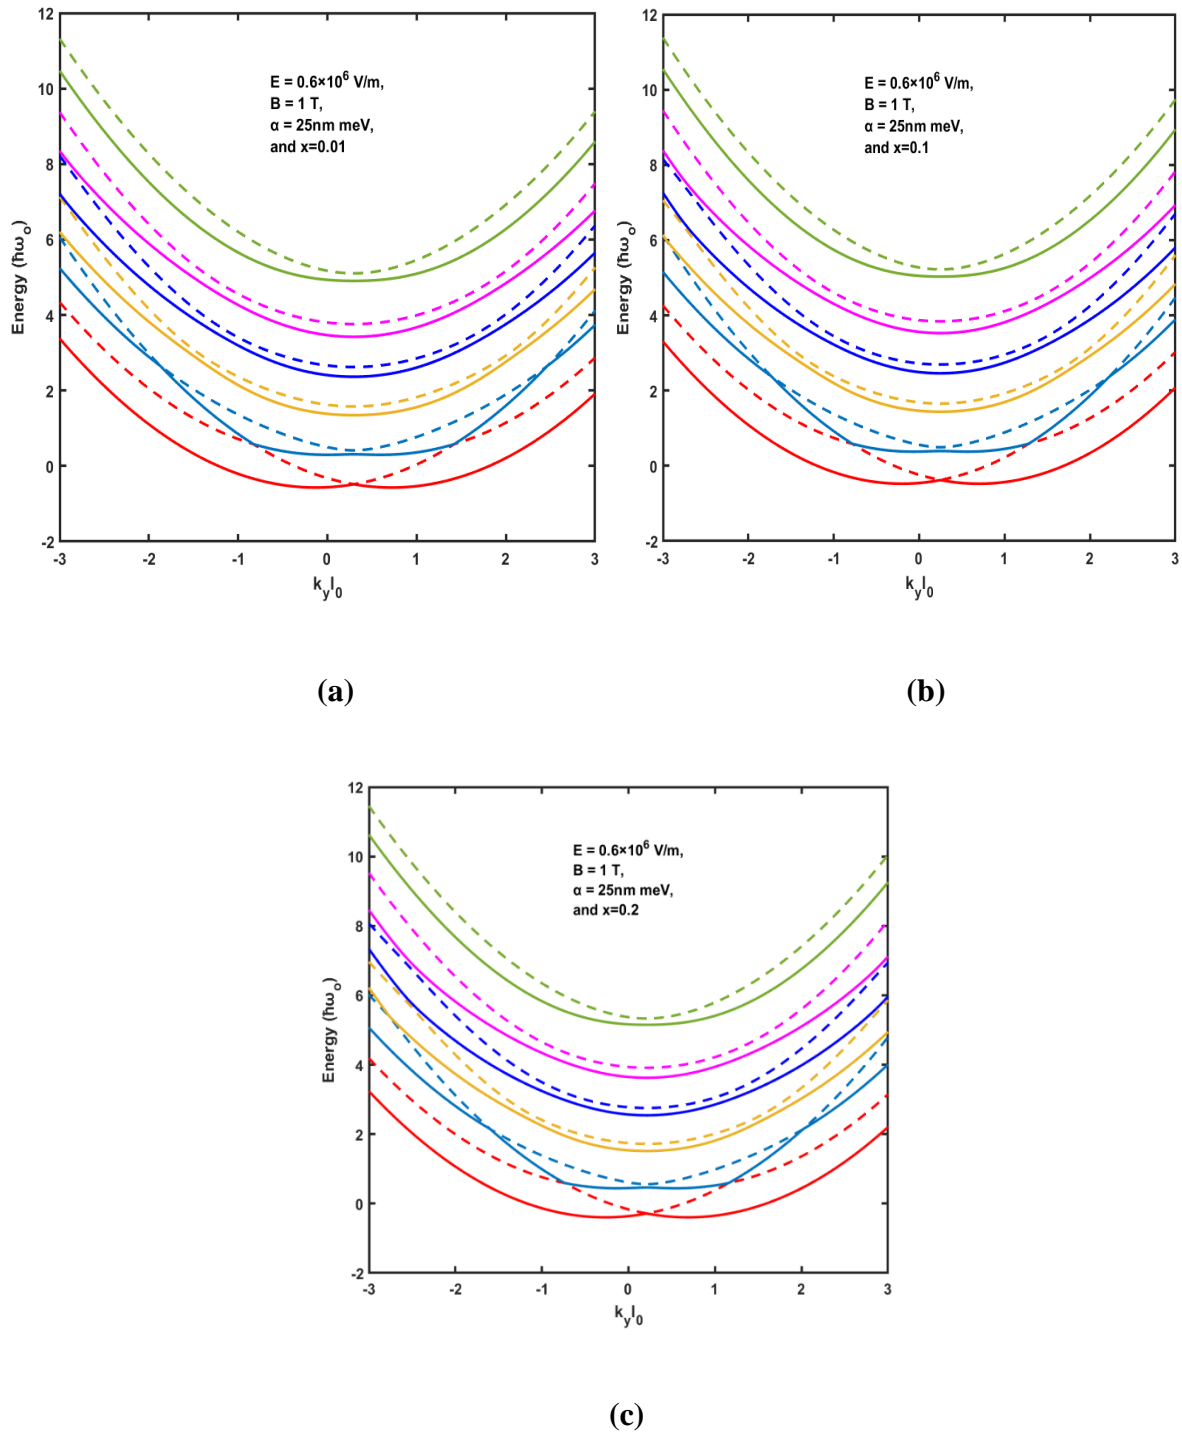 12
10
8
6
4
2
0
-2
-3
-2
-1
0
1
2
3
Energy (ħωo)
kyl0
E = 0.6×10^6 V/m,
B = 1 T,
α = 25nm meV,
and x=0.01
(a)
12
10
8
6
4
2
0
-2
-3
-2
-1
0
1
2
3
Energy (ħωo)
kyl0
E = 0.6×10^6 V/m,
B = 1 T,
α = 25nm meV,
and x=0.1
(b)
12
10
8
6
4
2
0
-2
-3
-2
-1
0
1
2
3
Energy (ħωo)
kyl0
E = 0.6×10^6 V/m,
B = 1 T,
α = 25nm meV,
and x=0.2
(c)